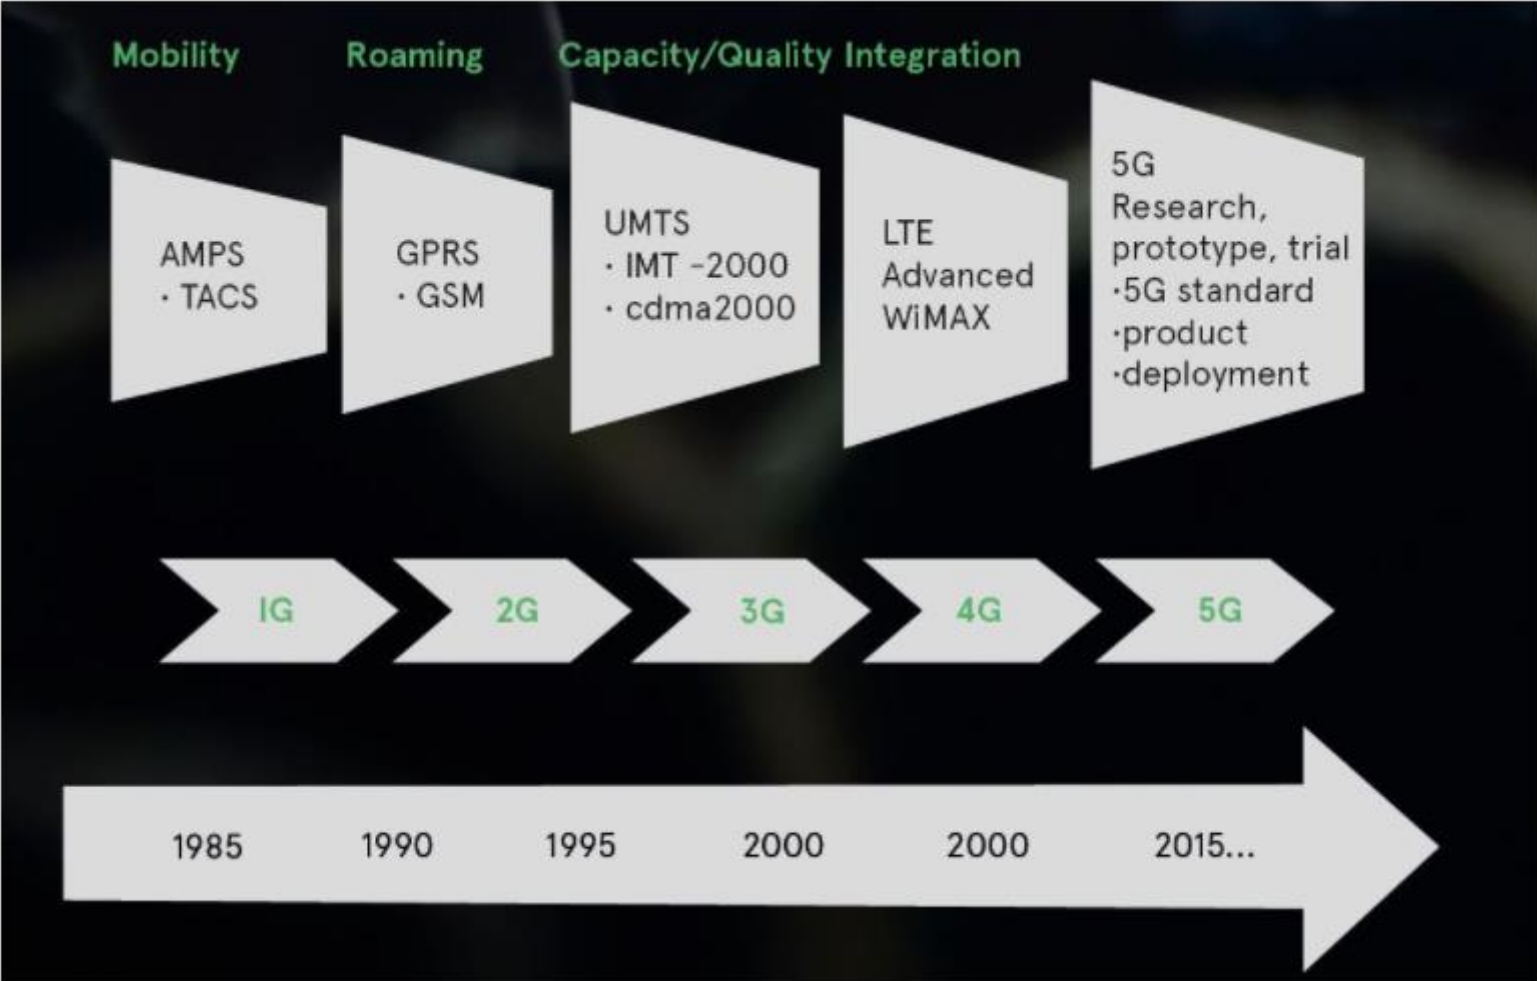 Mobility
Roaming
Capacity/Quality
Integration
AMPS
· TACS
GPRS
· GSM
UMTS
· IMT -2000
· cdma2000
LTE
Advanced
WiMAX
5G
Research,
prototype, trial
·5G standard
·product
·deployment
1G
2G
3G
4G
5G
1985
1990
1995
2000
2000
2015...